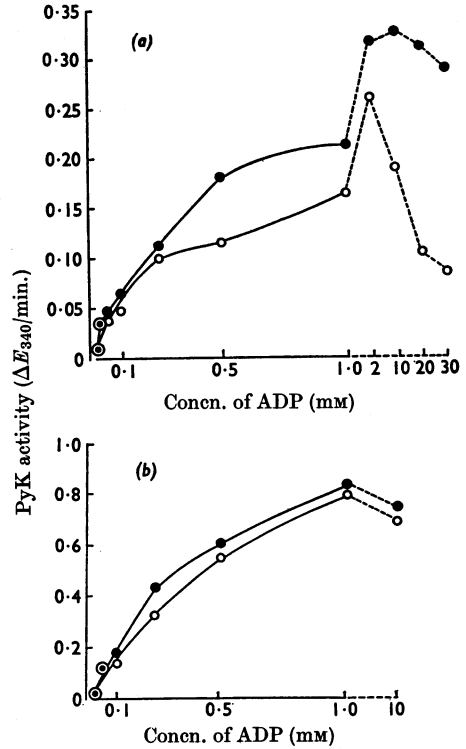 0·35
(a)
0·30
0·25
0·20
0·15
0·10
0·05
0
0·1 0·5 1·0 2 10 20 30
Concn. of ADP (mM)
PyK activity (ΔE340/min.)
1·0
(b)
0·8
0·6
0·4
0·2
0
0·1 0·5 1·0 10
Concn. of ADP (mM)